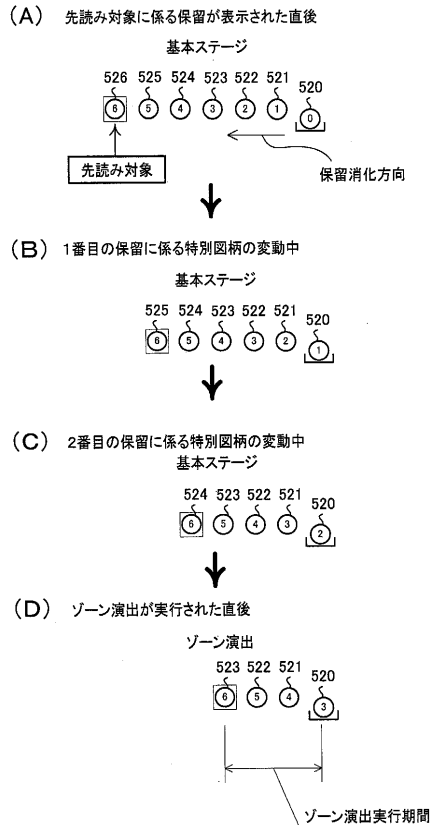 (A) 先読み対象に係る保留が表示された直後
基本ステージ
526 525 524 523 522 521 520
6 5 4 3 2 1 0
先読み対象
保留消化方向
(B) 1番目の保留に係る特別図柄の変動中
基本ステージ
525 524 523 522 521 520
6 5 4 3 2 1
(C) 2番目の保留に係る特別図柄の変動中
基本ステージ
524 523 522 521 520
6 5 4 3 2
(D) ゾーン演出が実行された直後
ゾーン演出
523 522 521 520
6 5 4 3
ゾーン演出実行期間